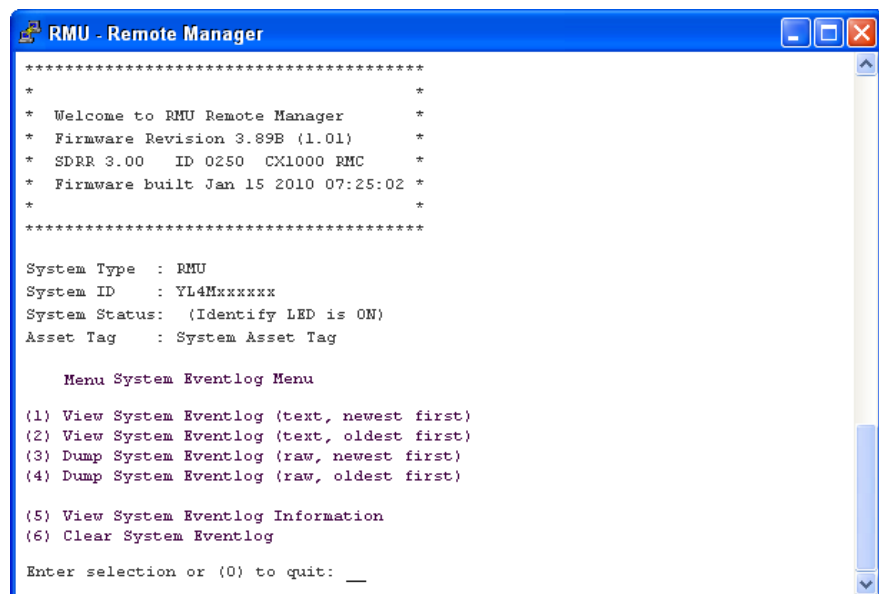 RMU - Remote Manager
****************************************
*                                      *
*  Welcome to RMU Remote Manager       *
*  Firmware Revision 3.89B (1.01)      *
*  SDRR 3.00   ID 0250  CX1000 RMC     *
*  Firmware built Jan 15 2010 07:25:02 *
*                                      *
****************************************
System Type  : RMU
System ID    : YL4Mxxxxxx
System Status:  (Identify LED is ON)
Asset Tag    : System Asset Tag
Menu System Eventlog Menu
(1) View System Eventlog (text, newest first)
(2) View System Eventlog (text, oldest first)
(3) Dump System Eventlog (raw, newest first)
(4) Dump System Eventlog (raw, oldest first)
(5) View System Eventlog Information
(6) Clear System Eventlog
Enter selection or (0) to quit: __